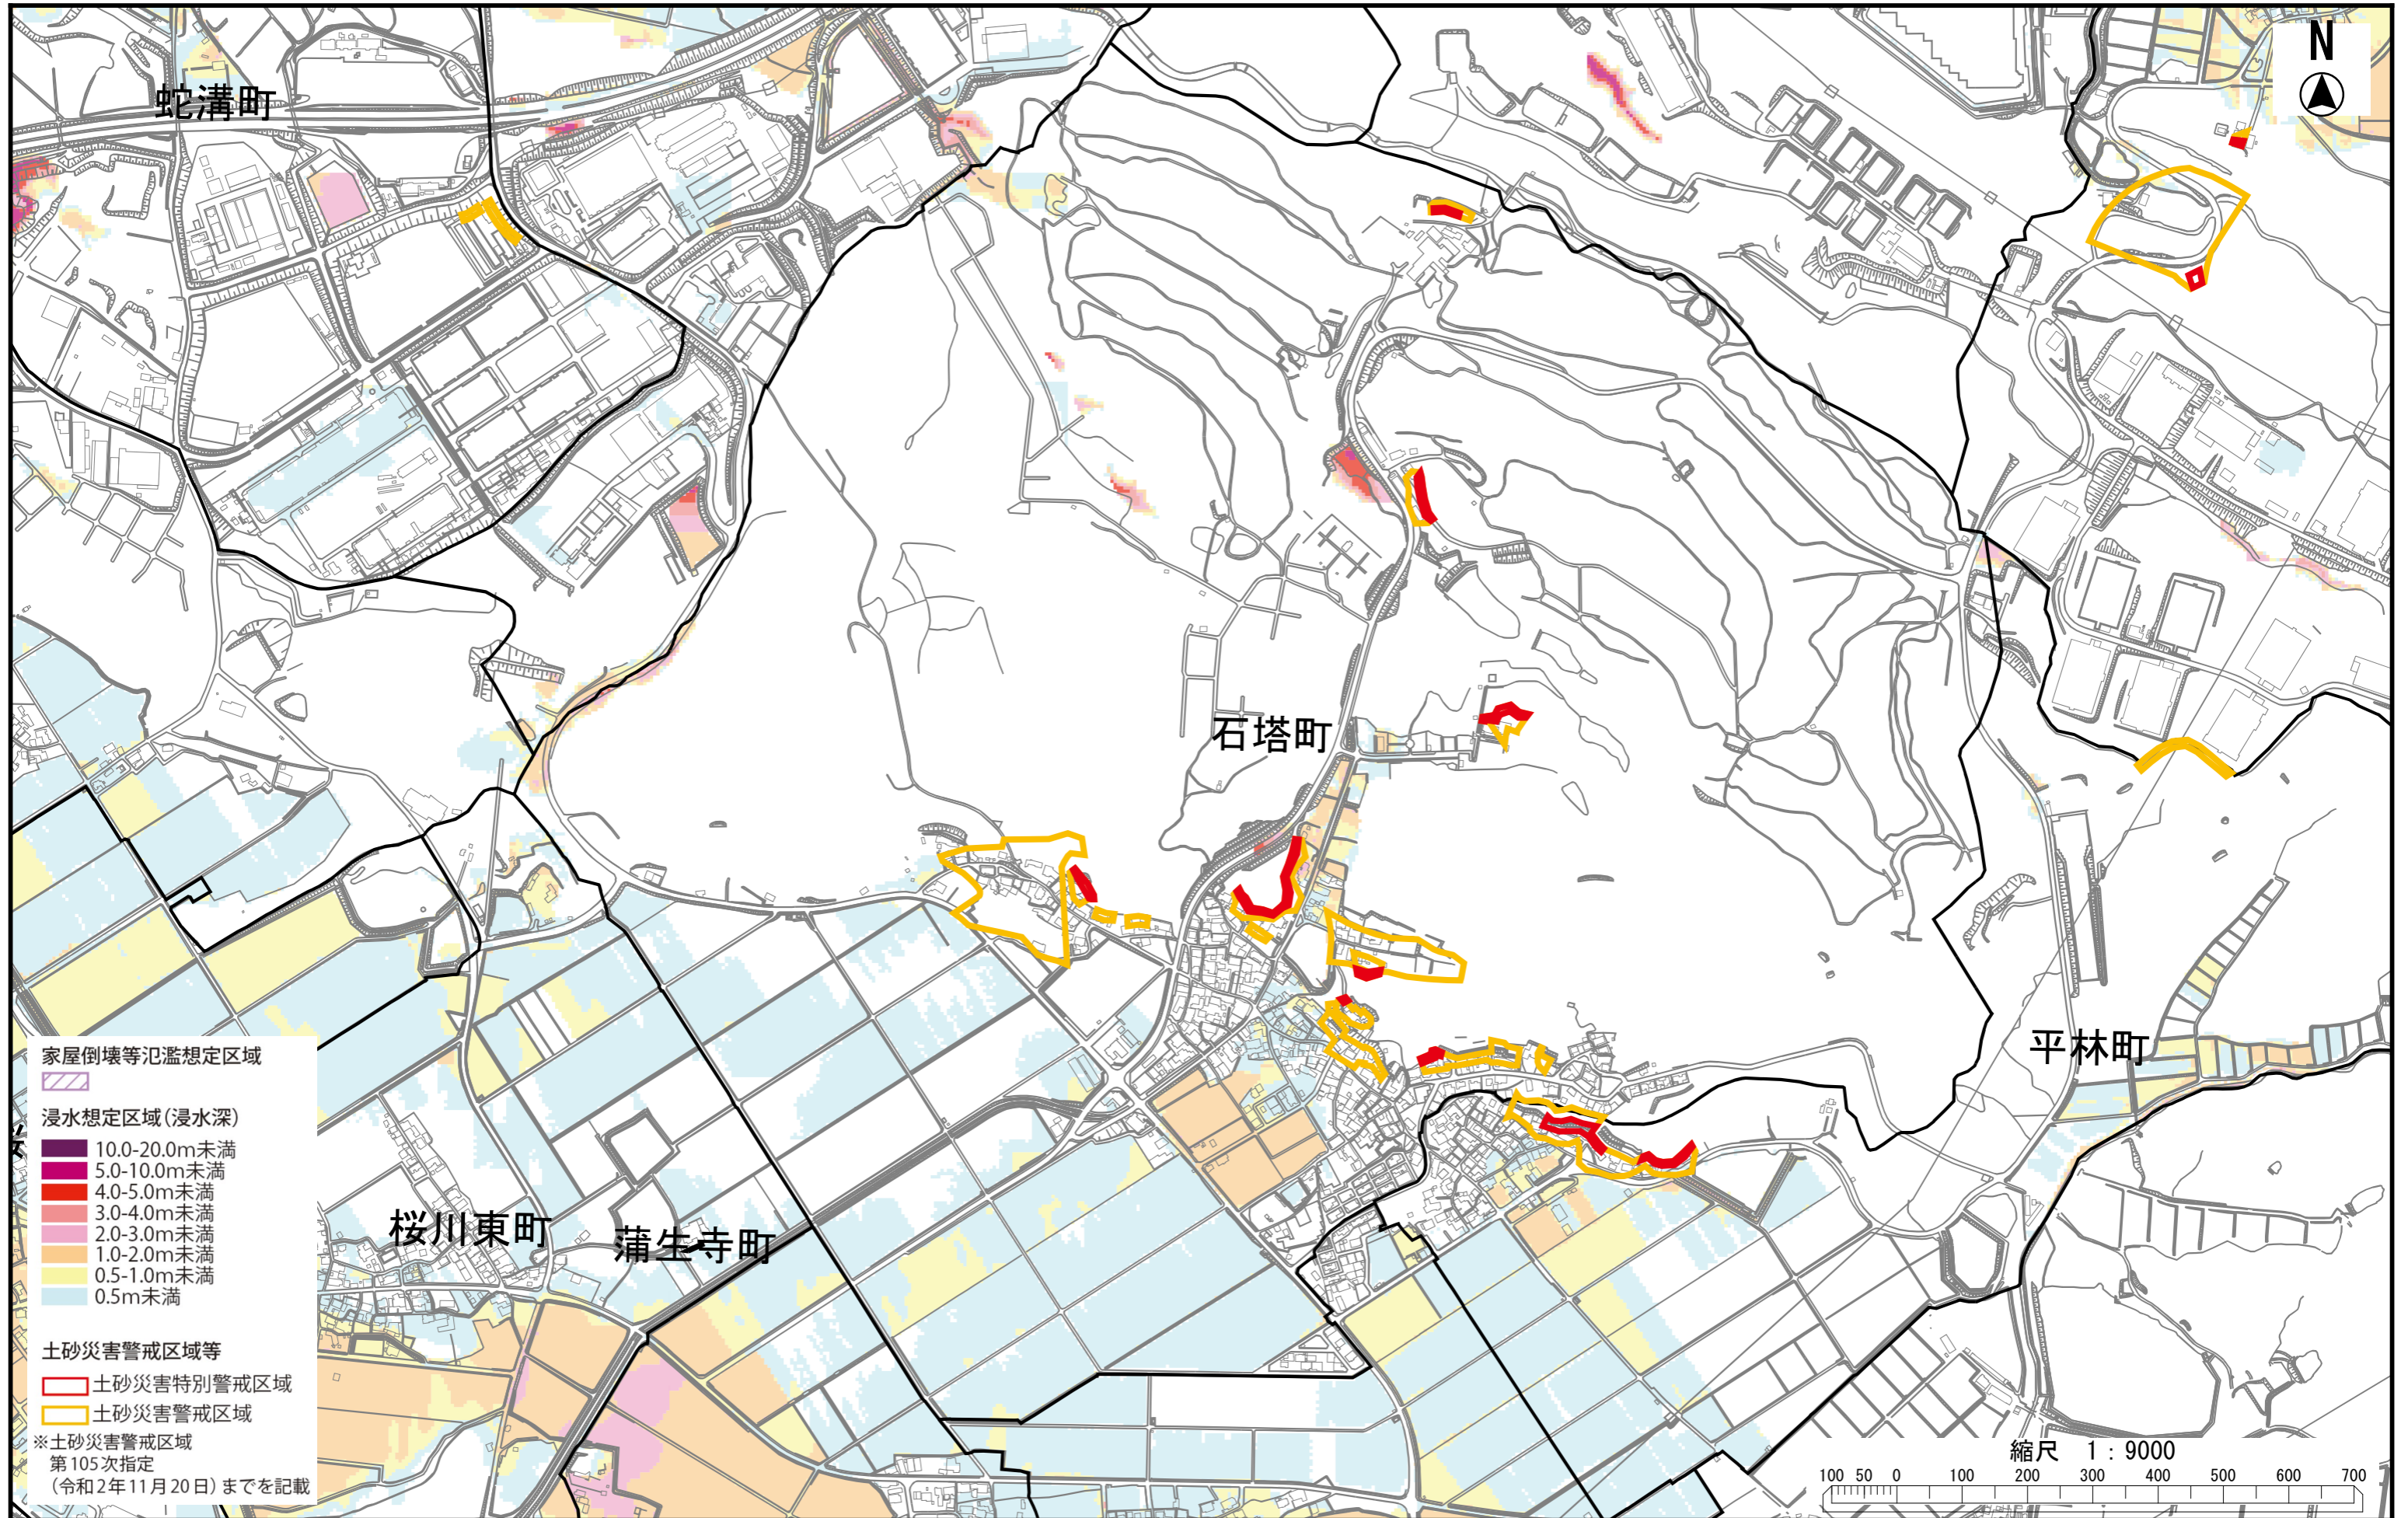 N
蛇溝町
石塔町
平林町
桜川東町
蒲生寺町
家屋倒壊等氾濫想定区域
浸水想定区域(浸水深)
10.0-20.0m未満
5.0-10.0m未満
4.0-5.0m未満
3.0-4.0m未満
2.0-3.0m未満
1.0-2.0m未満
0.5-1.0m未満
0.5m未満
土砂災害警戒区域等
土砂災害特別警戒区域
土砂災害警戒区域
※土砂災害警戒区域
第105次指定
(令和2年11月20日)までを記載
縮尺 1:9000
100 50 0 100 200 300 400 500 600 700